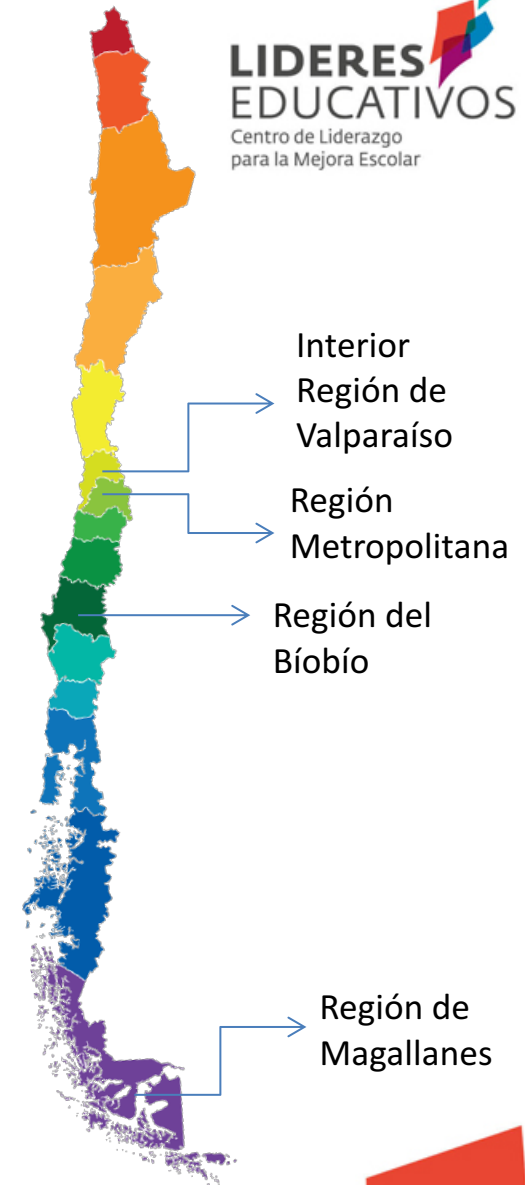 LIDERES
EDUCATIVOS
Centro de Liderazgo
para la Mejora Escolar
Interior
Región de
Valparaíso
Región
Metropolitana
Región del
Bíobío
Región de
Magallanes